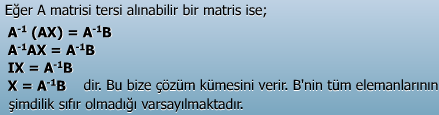 Eğer A matrisi tersi alınabilir bir matris ise;
A⁻¹ (AX) = A⁻¹B
A⁻¹AX = A⁻¹B
IX = A⁻¹B
X = A⁻¹B dir. Bu bize çözüm kümesini verir. B'nin tüm elemanlarının
şimdilik sıfır olmadığı varsayılmaktadır.